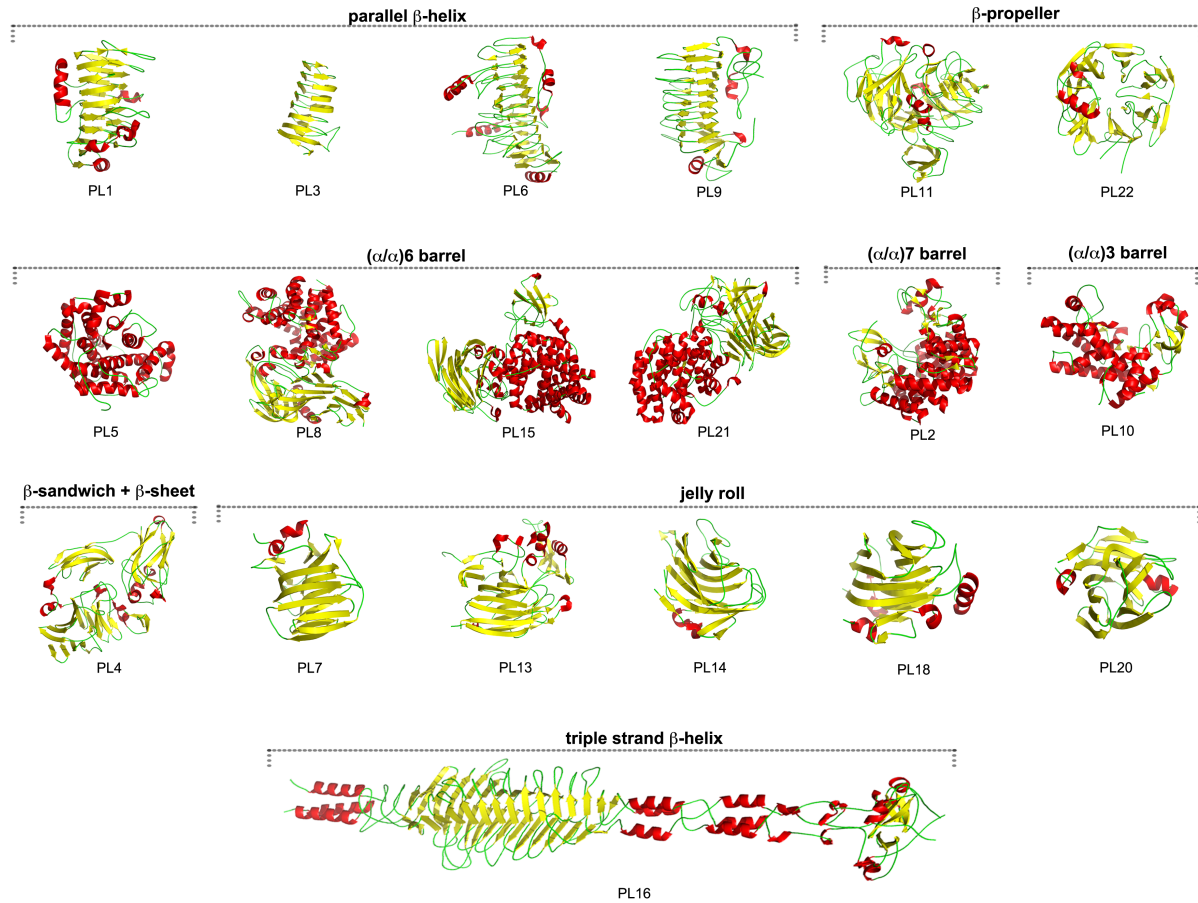 parallel β-helix
β-propeller
PL1
PL3
PL6
PL9
PL11
PL22
(α/α)6 barrel
(α/α)7 barrel
(α/α)3 barrel
PL5
PL8
PL15
PL21
PL2
PL10
β-sandwich + β-sheet
jelly roll
PL4
PL7
PL13
PL14
PL18
PL20
triple strand β-helix
PL16